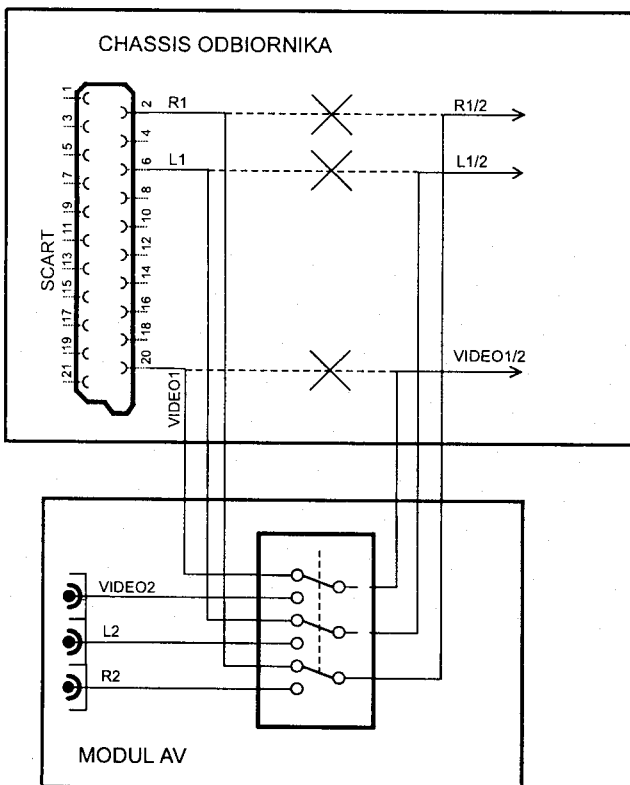 CHASSIS ODBIORNIKA
SCART
1
3
5
7
9
11
13
15
17
19
21
2
4
6
8
10
12
14
16
18
20
R1
R1/2
L1
L1/2
VIDEO1
VIDEO1/2
VIDEO2
L2
R2
MODUL AV